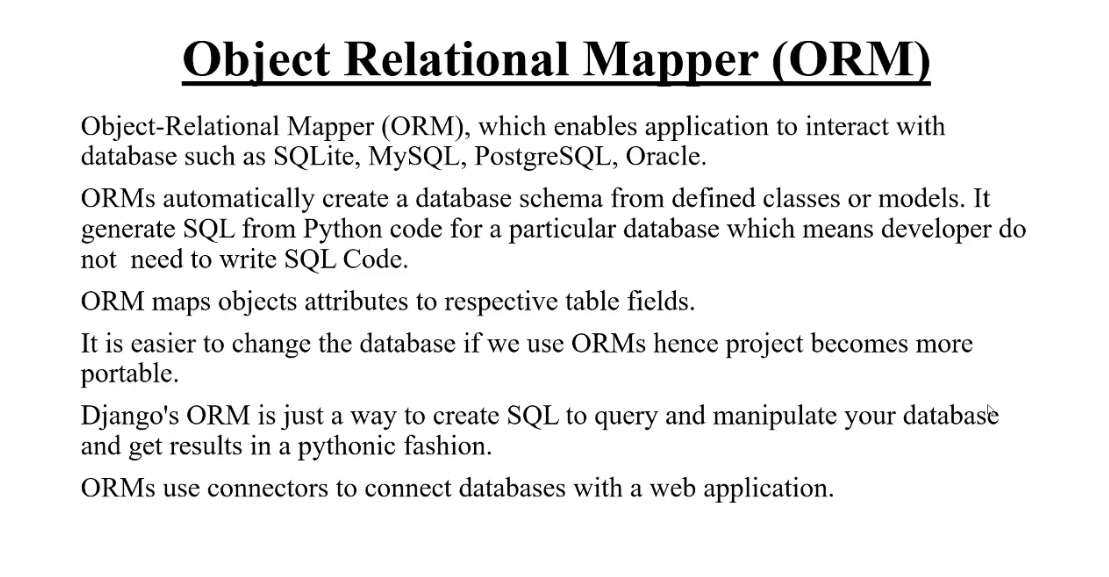 Object Relational Mapper (ORM)
Object-Relational Mapper (ORM), which enables application to interact with
database such as SQLite, MySQL, PostgreSQL, Oracle.
ORMs automatically create a database schema from defined classes or models. It
generate SQL from Python code for a particular database which means developer do
not  need to write SQL Code.
ORM maps objects attributes to respective table fields.
It is easier to change the database if we use ORMs hence project becomes more
portable.
Django's ORM is just a way to create SQL to query and manipulate your database
and get results in a pythonic fashion.
ORMs use connectors to connect databases with a web application.